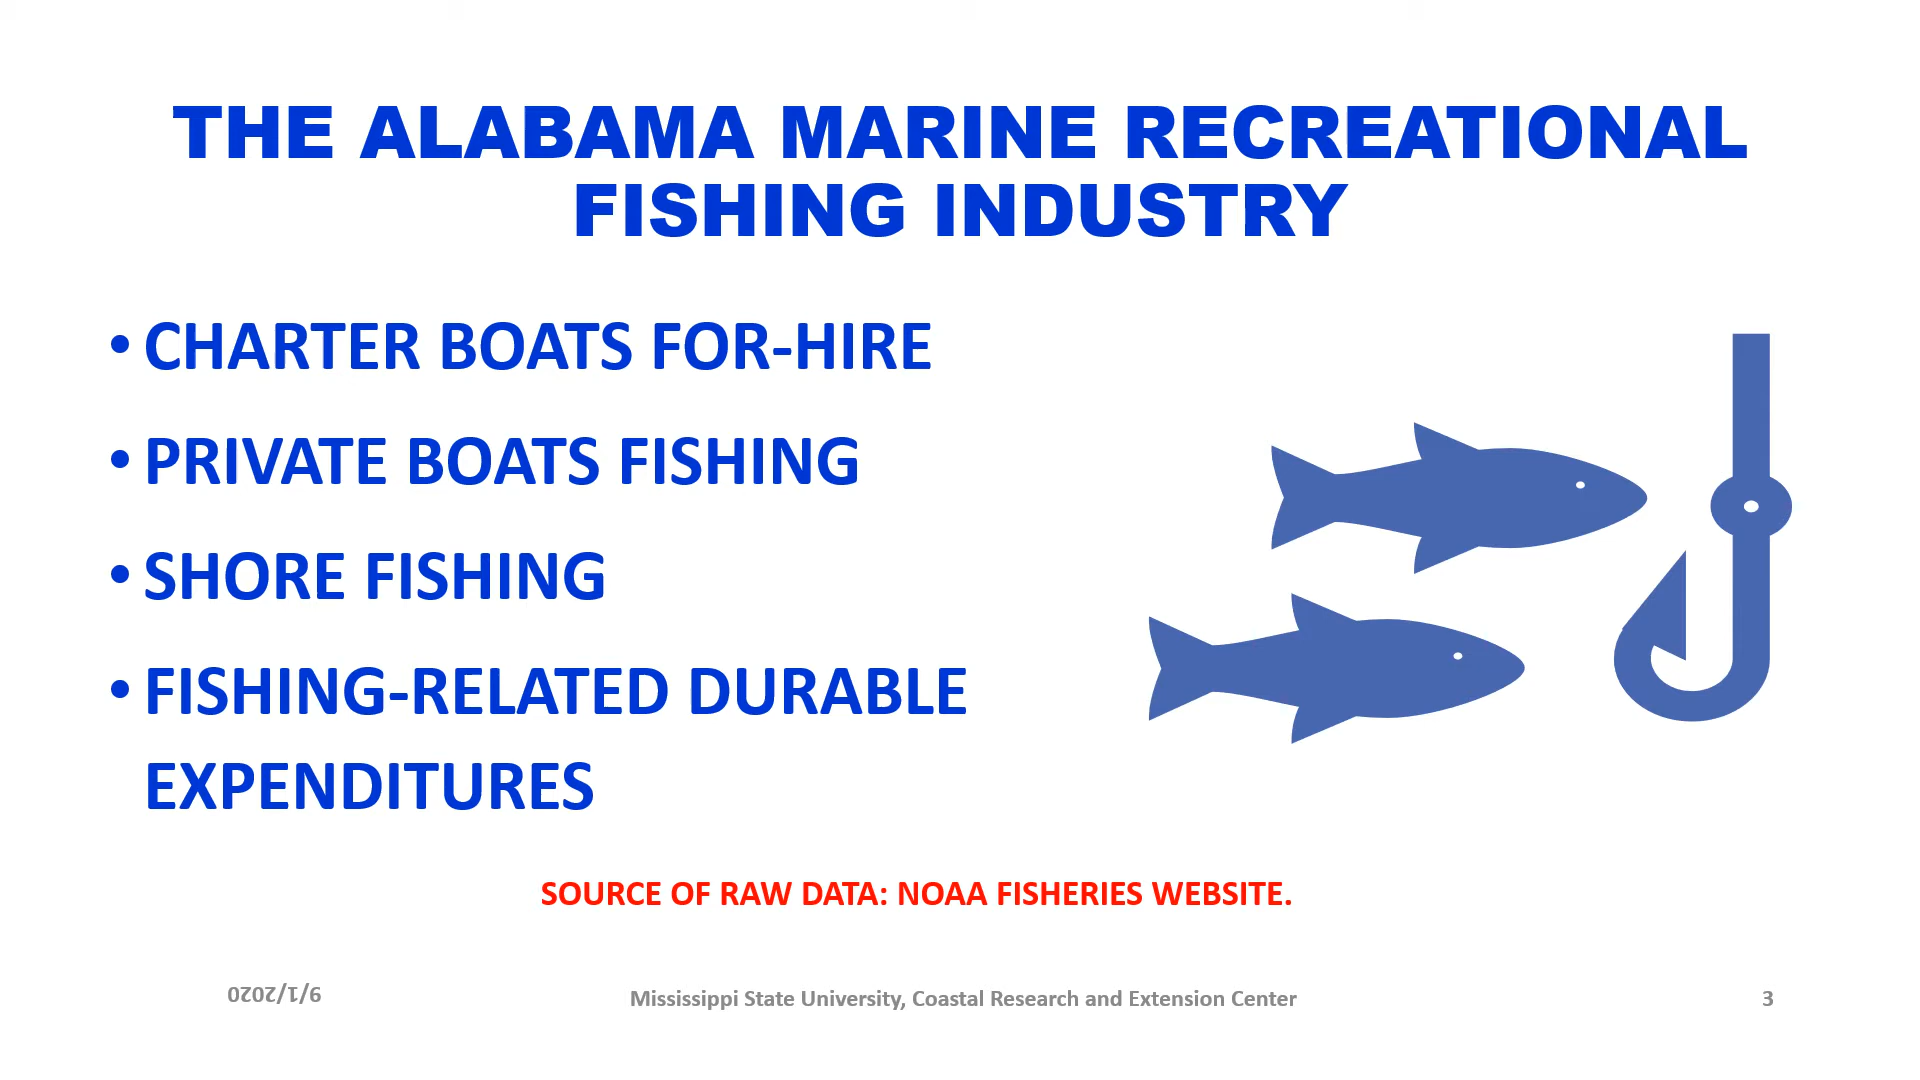 THE ALABAMA MARINE RECREATIONAL
FISHING INDUSTRY
• CHARTER BOATS FOR-HIRE
• PRIVATE BOATS FISHING
• SHORE FISHING
• FISHING-RELATED DURABLE
EXPENDITURES
SOURCE OF RAW DATA: NOAA FISHERIES WEBSITE.
9/1/2020
Mississippi State University, Coastal Research and Extension Center
3